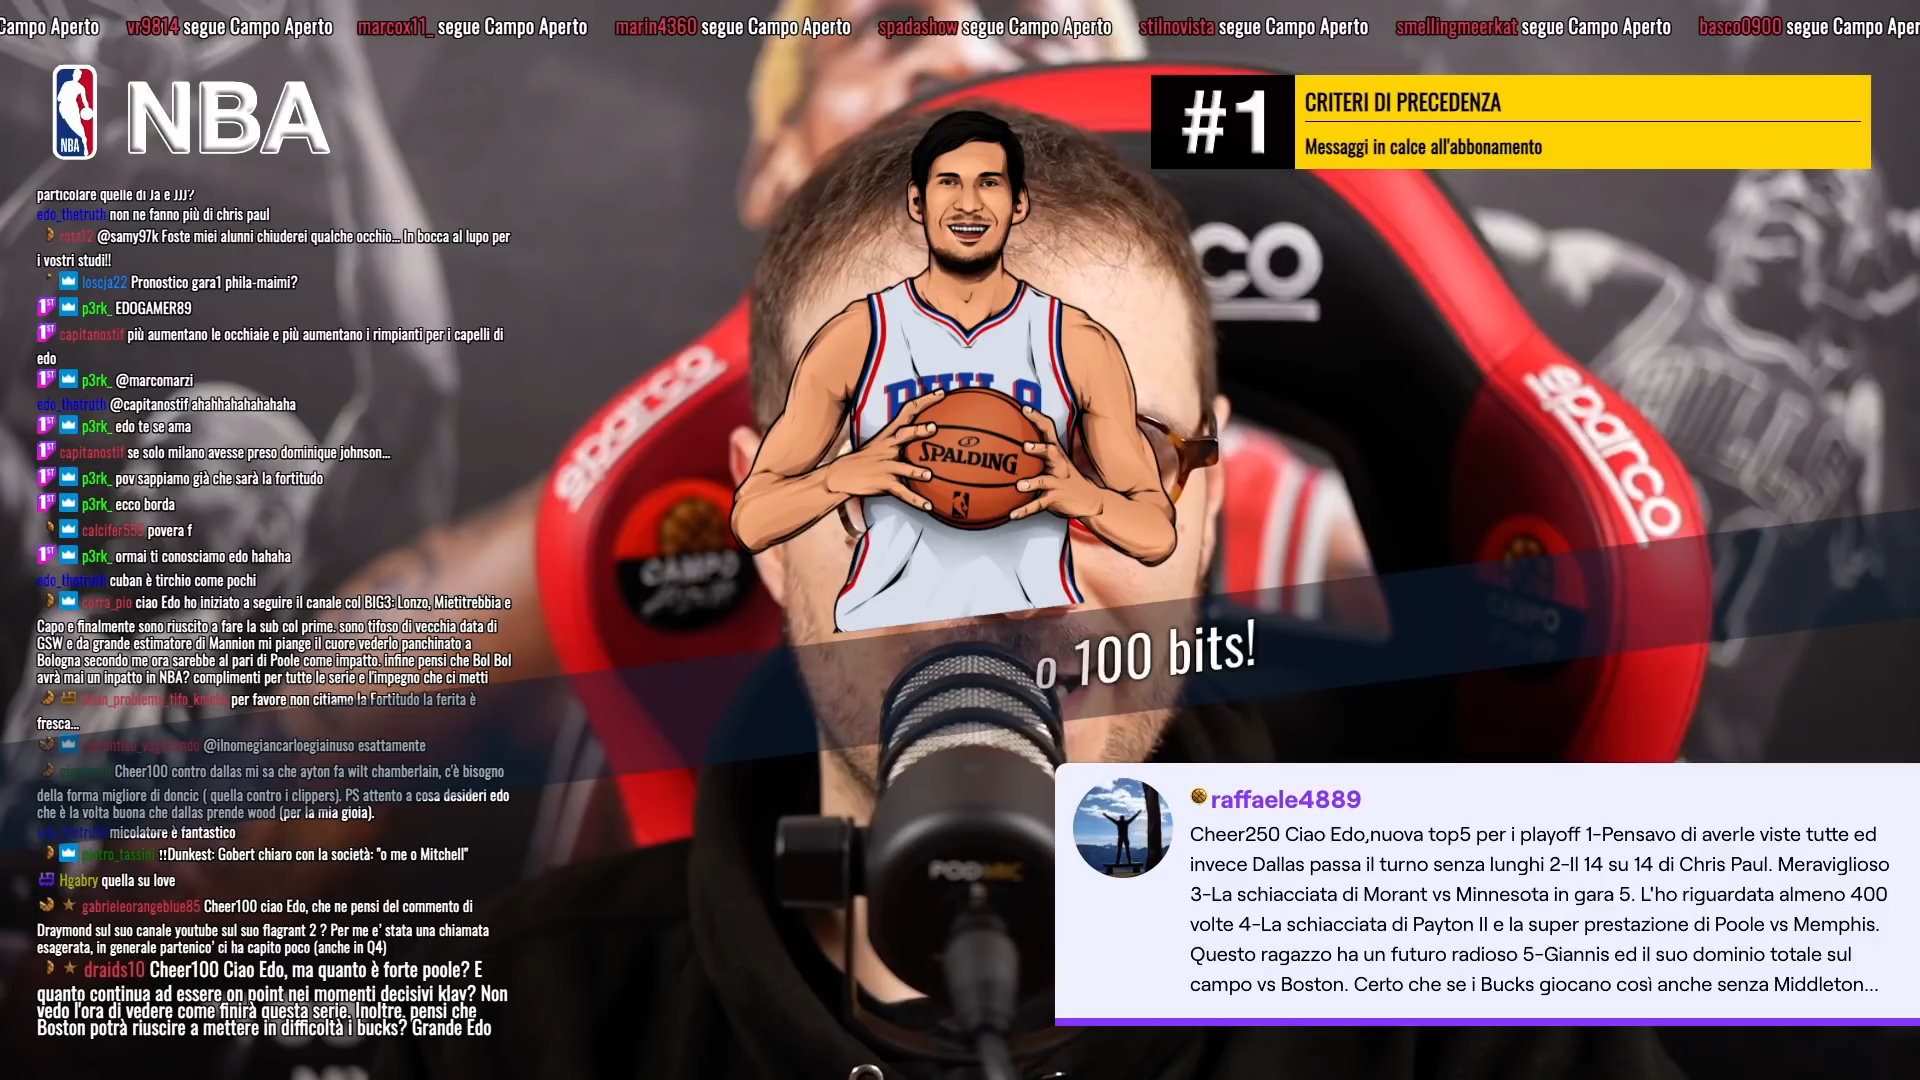 Campo Aperto vr9814 segue Campo Aperto marcox11_ segue Campo Aperto marin4360 segue Campo Aperto spadashow segue Campo Aperto stilnovista segue Campo Aperto smellingmeerkat segue Campo Aperto basco0900 segue Campo Aper
NBA
NBA
#1
CRITERI DI PRECEDENZA
Messaggi in calce all'abbonamento
particolare quelle di Ja e JJJ?
edo_thetruth non ne fanno più di chris paul
@samy97k Foste miei alunni chiuderei qualche occhio... In bocca al lupo per
i vostri studi!!
loscja22 Pronostico gara1 phila-maimi?
1ST p3rk_ EDOGAMER89
1ST capitanostif più aumentano le occhiaie e più aumentano i rimpianti per i capelli di
edo
1ST p3rk_ @marcomarzi
edo_thetruth @capitanostif ahahhahahahahaha
1ST p3rk_ edo te se ama
1ST capitanostif se solo milano avesse preso dominique johnson...
1ST p3rk_ pov sappiamo già che sarà la fortitudo
1ST p3rk_ ecco borda
calcifer555 povera f
1ST p3rk_ ormai ti conosciamo edo hahaha
edo_thetruth cuban è tirchio come pochi
corra_pio ciao Edo ho iniziato a seguire il canale col BIG3: Lonzo, Mietitrebbia e
Capo e finalmente sono riuscito a fare la sub col prime. sono tifoso di vecchia data di
GSW e da grande estimatore di Mannion mi piange il cuore vederlo panchinato a
Bologna secondo me ora sarebbe al pari di Poole come impatto. infine pensi che Bol Bol
avrà mai un inpatto in NBA? complimenti per tutte le serie e l'impegno che ci metti
per favore non citiamo la Fortitudo la ferita è
fresca...
@ilnomegiancarloegiainuso esattamente
Cheer100 contro dallas mi sa che ayton fa wilt chamberlain, c'è bisogno
della forma migliore di doncic ( quella contro i clippers). PS attento a cosa desideri edo
che è la volta buona che dallas prende wood (per la mia gioia).
edo_thetruth micolatore è fantastico
pietro_tassini !!Dunkest: Gobert chiaro con la società: "o me o Mitchell"
Hgabry quella su love
gabrieleorangeblue85 Cheer100 ciao Edo, che ne pensi del commento di
Draymond sul suo canale youtube sul suo flagrant 2 ? Per me e' stata una chiamata
esagerata, in generale partenico' ci ha capito poco (anche in Q4)
draids10 Cheer100 Ciao Edo, ma quanto è forte poole? E
quanto continua ad essere on point nei momenti decisivi klay? Non
vedo l'ora di vedere come finirà questa serie. Inoltre, pensi che
Boston potrà riuscire a mettere in difficoltà i bucks? Grande Edo
sparco
CO
sparco
PHILA
SPALDING
CAMPO
o 100 bits!
PODMIC
raffaele4889
Cheer250 Ciao Edo,nuova top5 per i playoff 1-Pensavo di averle viste tutte ed
invece Dallas passa il turno senza lunghi 2-Il 14 su 14 di Chris Paul. Meraviglioso
3-La schiacciata di Morant vs Minnesota in gara 5. L'ho riguardata almeno 400
volte 4-La schiacciata di Payton II e la super prestazione di Poole vs Memphis.
Questo ragazzo ha un futuro radioso 5-Giannis ed il suo dominio totale sul
campo vs Boston. Certo che se i Bucks giocano così anche senza Middleton...